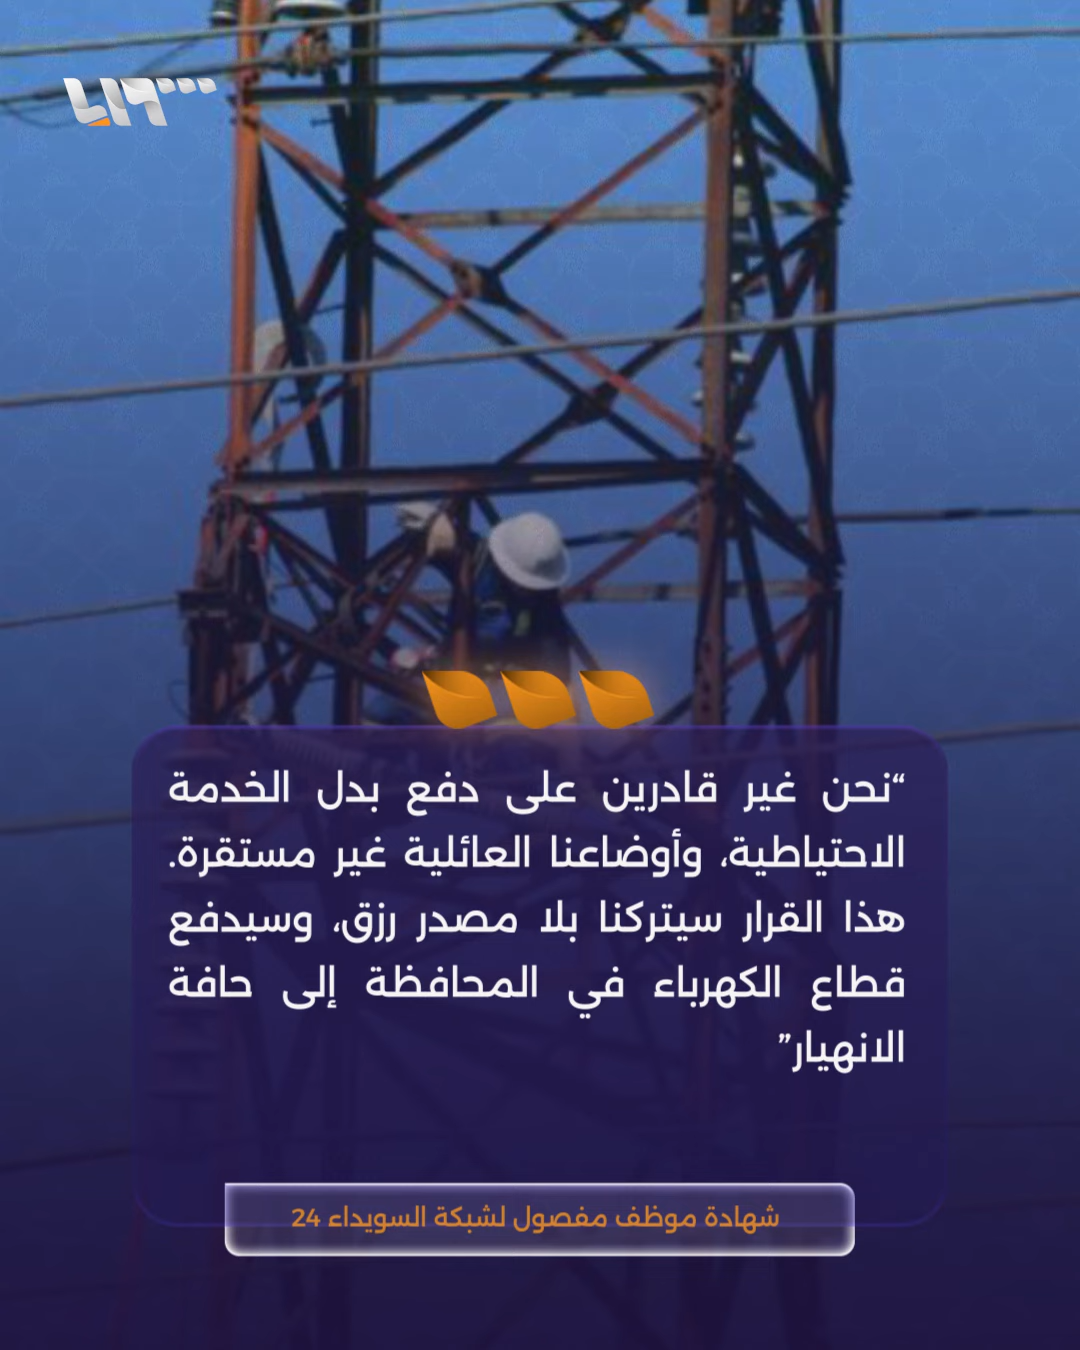 “نحن غير قادرين على دفع بدل الخدمة
الاحتياطية، وأوضاعنا العائلية غير مستقرة.
هذا القرار سيتركنا بلا مصدر رزق، وسيدفع
قطاع الكهرباء في المحافظة إلى حافة
الانهيار”
شهادة موظف مفصول لشبكة السويداء 24